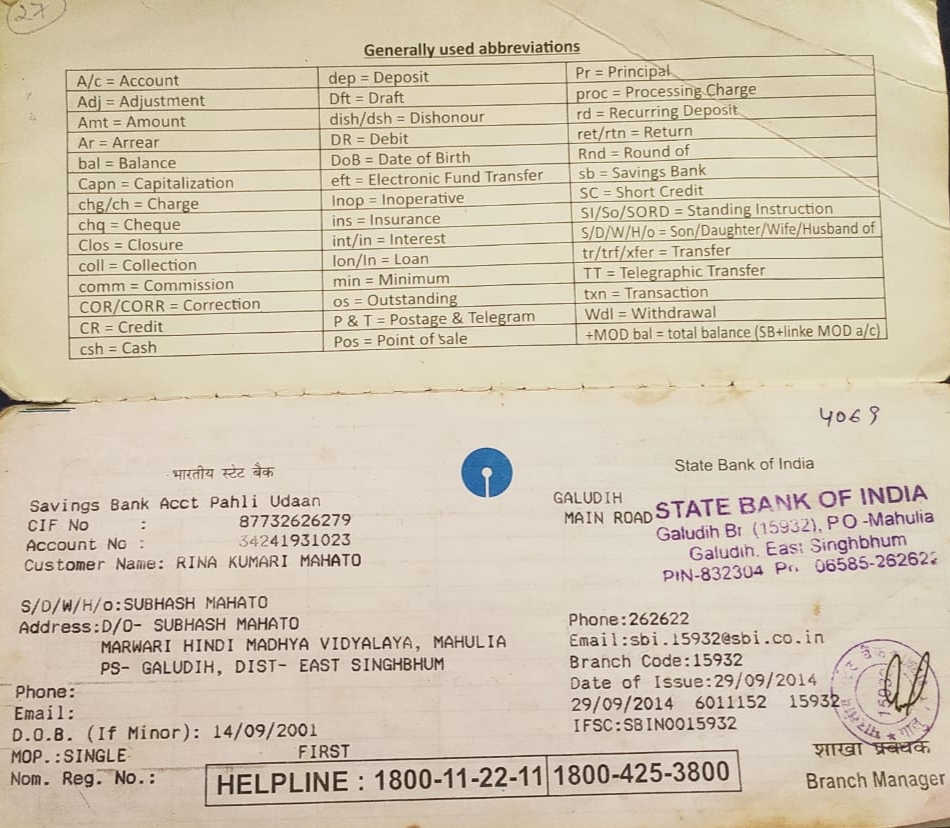 27
Generally used abbreviations
A/c = Account
Adj = Adjustment
Amt = Amount
Ar = Arrear
bal = Balance
Capn = Capitalization
chg/ch = Charge
chq = Cheque
Clos = Closure
coll = Collection
comm = Commission
COR/CORR = Correction
CR = Credit
csh = Cash
dep = Deposit
Dft = Draft
dish/dsh = Dishonour
DR = Debit
DoB = Date of Birth
eft = Electronic Fund Transfer
Inop = Inoperative
ins = Insurance
int/in = Interest
lon/ln = Loan
min = Minimum
os = Outstanding
P & T = Postage & Telegram
Pos = Point of sale
Pr = Principal
proc = Processing Charge
rd = Recurring Deposit
ret/rtn = Return
Rnd = Round of
sb = Savings Bank
SC = Short Credit
SI/So/SORD = Standing Instruction
S/D/W/H/o = Son/Daughter/Wife/Husband of
tr/trf/xfer = Transfer
TT = Telegraphic Transfer
txn = Transaction
Wdl = Withdrawal
+MOD bal = total balance (SB+linke MOD a/c)
4069
भारतीय स्टेट बैंक
State Bank of India
Savings Bank Acct Pahli Udaan
CIF No : 87732626279
Account No : 34241931023
Customer Name: RINA KUMARI MAHATO
GALUDIH
MAIN ROAD
STATE BANK OF INDIA
Galudih Br (15932), P O -Mahulia
Galudih, East Singhbhum
PIN-832304 Pn. 06585-262622
S/D/W/H/o:SUBHASH MAHATO
Address:D/O- SUBHASH MAHATO
MARWARI HINDI MADHYA VIDYALAYA, MAHULIA
PS- GALUDIH, DIST- EAST SINGHBHUM
Phone:
Email:
D.O.B. (If Minor): 14/09/2001
MOP.:SINGLE FIRST
Nom. Reg. No.:
Phone:262622
Email:sbi.15932@sbi.co.in
Branch Code:15932
Date of Issue:29/09/2014
29/09/2014 6011152 15932
IFSC:SBIN0015932
HELPLINE : 1800-11-22-11 1800-425-3800
शाखा प्रबंधक
Branch Manager